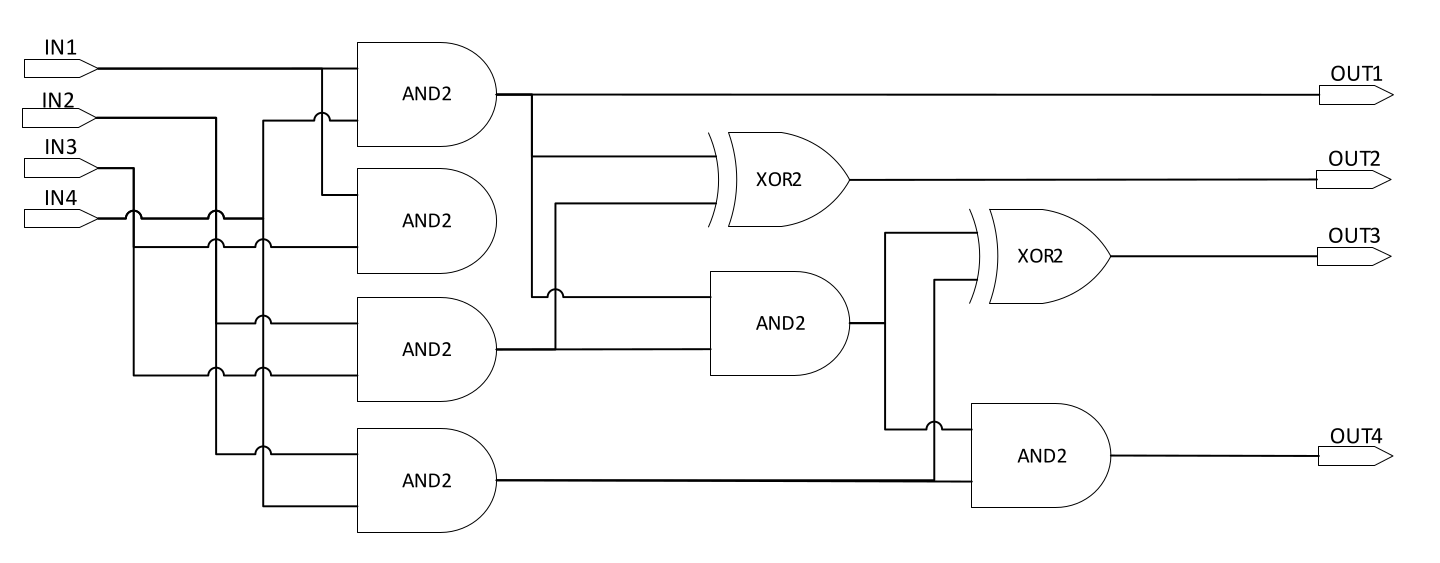 IN1
IN2
IN3
IN4
AND2
AND2
AND2
AND2
XOR2
AND2
XOR2
AND2
OUT1
OUT2
OUT3
OUT4